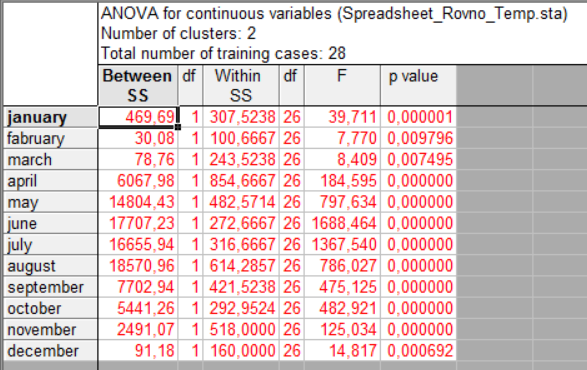 ANOVA for continuous variables (Spreadsheet_Rovno_Temp.sta)
Number of clusters: 2
Total number of training cases: 28
Between SS df Within SS df F p value
january 469,69 1 307,5238 26 39,711 0,000001
fabruary 30,08 1 100,6667 26 7,770 0,009796
march 78,76 1 243,5238 26 8,409 0,007495
april 6067,98 1 854,6667 26 184,595 0,000000
may 14804,43 1 482,5714 26 797,634 0,000000
june 17707,23 1 272,6667 26 1688,464 0,000000
july 16655,94 1 316,6667 26 1367,540 0,000000
august 18570,96 1 614,2857 26 786,027 0,000000
september 7702,94 1 421,5238 26 475,125 0,000000
october 5441,26 1 292,9524 26 482,921 0,000000
november 2491,07 1 518,0000 26 125,034 0,000000
december 91,18 1 160,0000 26 14,817 0,000692